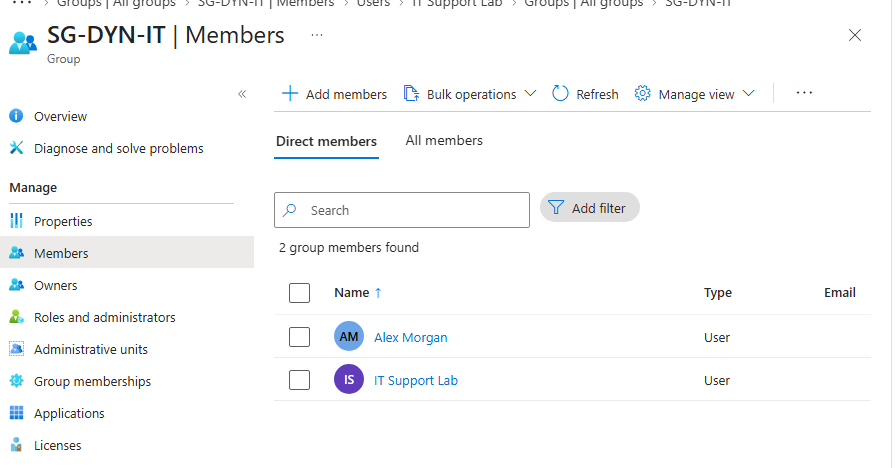 ··· > Groups | All groups > SG-DYN-IT | Members > Users > IT Support Lab > Groups | All groups > SG-DYN-IT
SG-DYN-IT | Members ···
Group
«
Overview
Diagnose and solve problems
Manage
Properties
Members
Owners
Roles and administrators
Administrative units
Group memberships
Applications
Licenses
Add members Bulk operations Refresh Manage view ···
Direct members All members
Search Add filter
2 group members found
Name ↑ Type Email
AM Alex Morgan User
IS IT Support Lab User